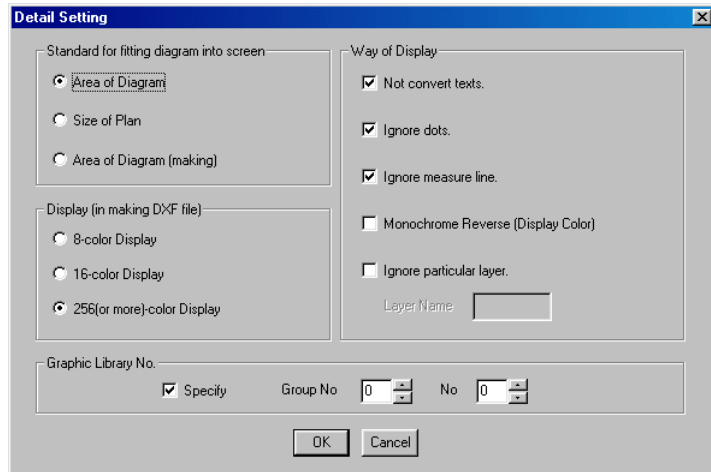 Detail Setting
Standard for fitting diagram into screen
Area of Diagram
Size of Plan
Area of Diagram (making)
Display (in making DXF file)
8-color Display
16-color Display
256(or more)-color Display
Way of Display
Not convert texts.
Ignore dots.
Ignore measure line.
Monochrome Reverse (Display Color)
Ignore particular layer.
Layer Name
Graphic Library No.
Specify Group No 0 No 0
OK Cancel